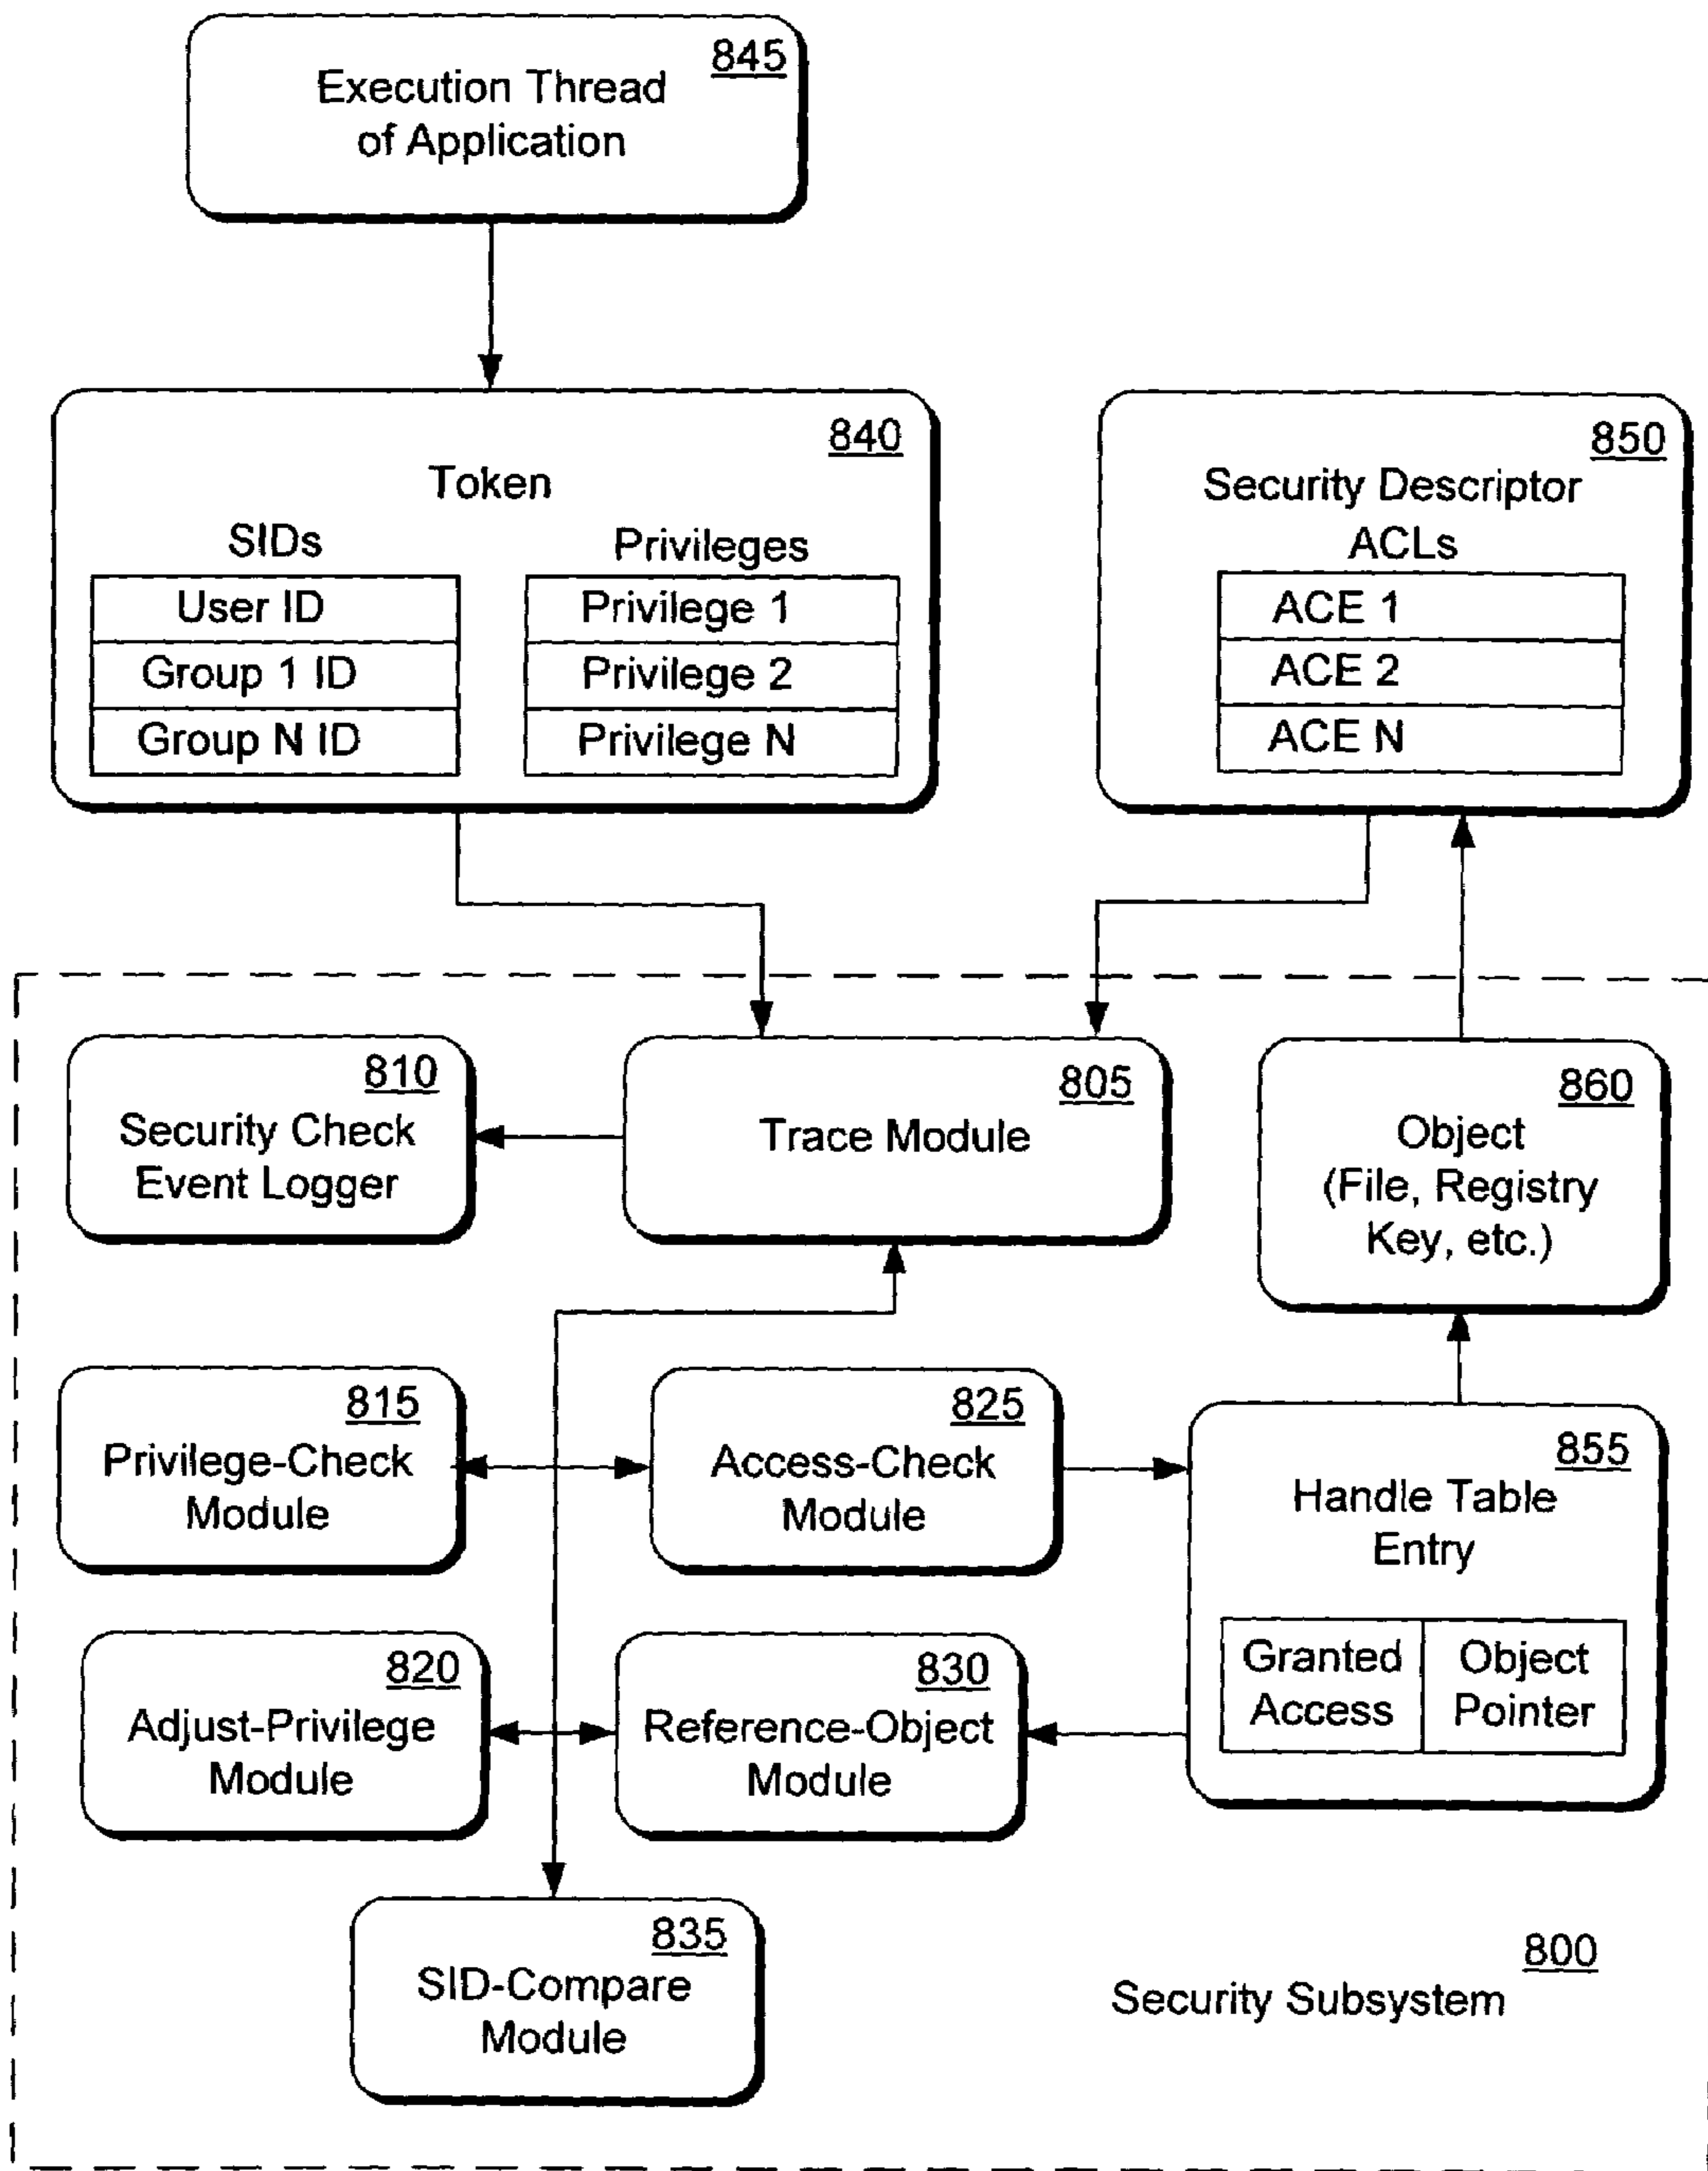 845
Execution Thread
of Application
840
Token
SIDs
Privileges
User ID
Privilege 1
Group 1 ID
Privilege 2
Group N ID
Privilege N
850
Security Descriptor
ACLs
ACE 1
ACE 2
ACE N
810
Security Check
Event Logger
805
Trace Module
860
Object
(File, Registry
Key, etc.)
815
Privilege-Check
Module
825
Access-Check
Module
855
Handle Table
Entry
Granted
Access
Object
Pointer
820
Adjust-Privilege
Module
830
Reference-Object
Module
835
SID-Compare
Module
800
Security Subsystem